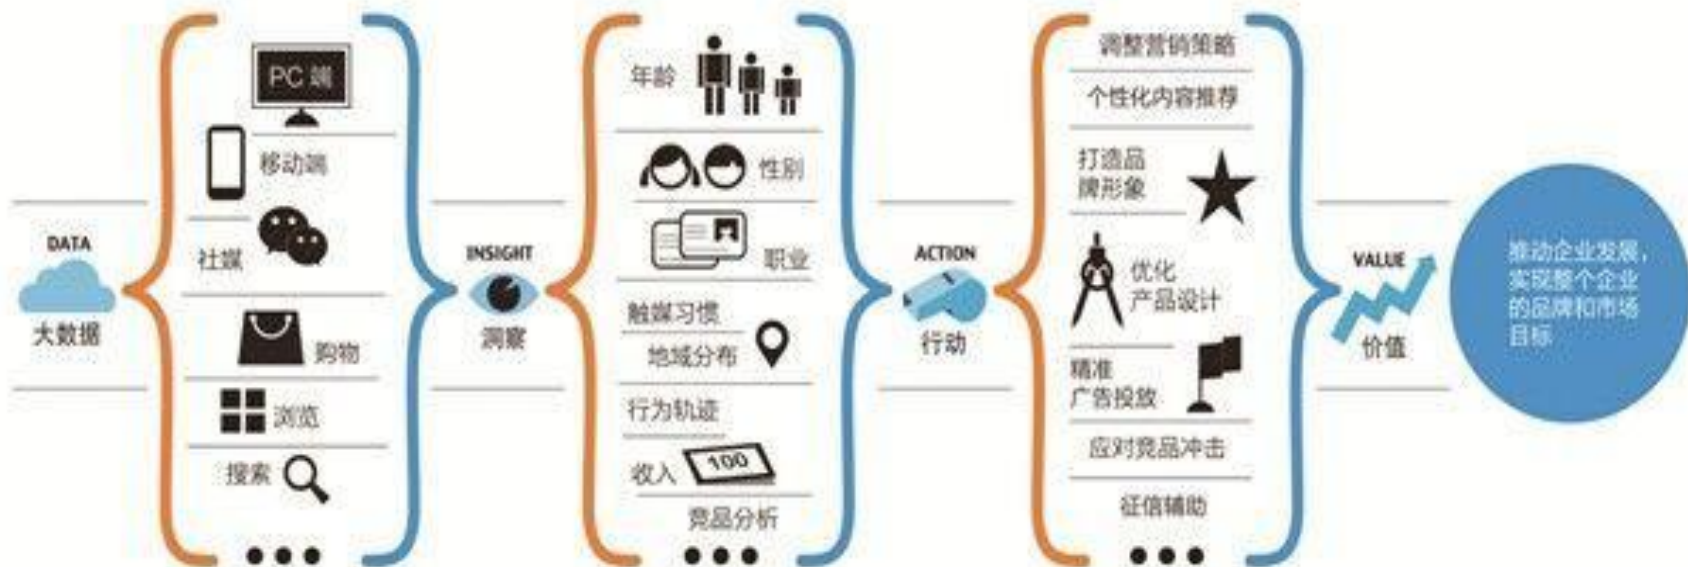 DATA
大数据
PC 端
移动端
社媒
购物
浏览
搜索
INSIGHT
洞察
年龄
性别
职业
触媒习惯
地域分布
行为轨迹
收入
100
竞品分析
ACTION
行动
调整营销策略
个性化内容推荐
打造品
牌形象
优化
产品设计
精准
广告投放
应对竞品冲击
征信辅助
VALUE
价值
推动企业发展，
实现整个企业
的品牌和市场
目标